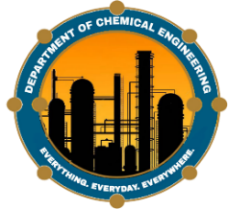 DEPARTMENT OF CHEMICAL ENGINEERING
EVERYTHING. EVERYDAY. EVERYWHERE.